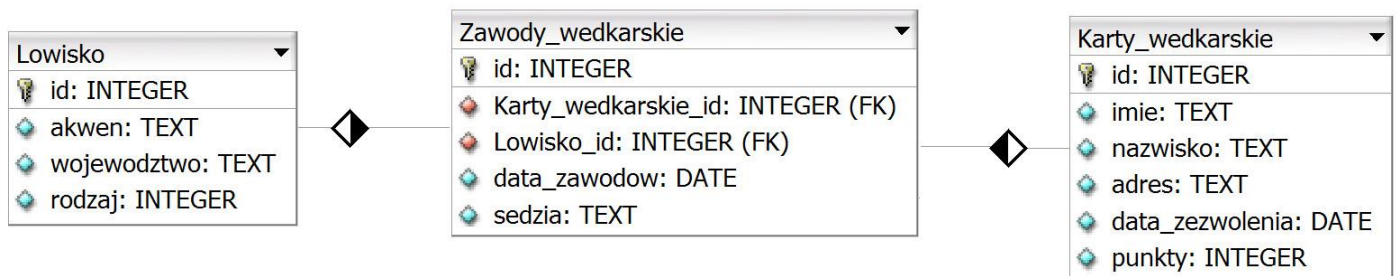 Lowisko
id: INTEGER
akwen: TEXT
wojewodztwo: TEXT
rodzaj: INTEGER
Zawody_wedkarskie
id: INTEGER
Karty_wedkarskie_id: INTEGER (FK)
Lowisko_id: INTEGER (FK)
data_zawodow: DATE
sedzia: TEXT
Karty_wedkarskie
id: INTEGER
imie: TEXT
nazwisko: TEXT
adres: TEXT
data_zezwolenia: DATE
punkty: INTEGER